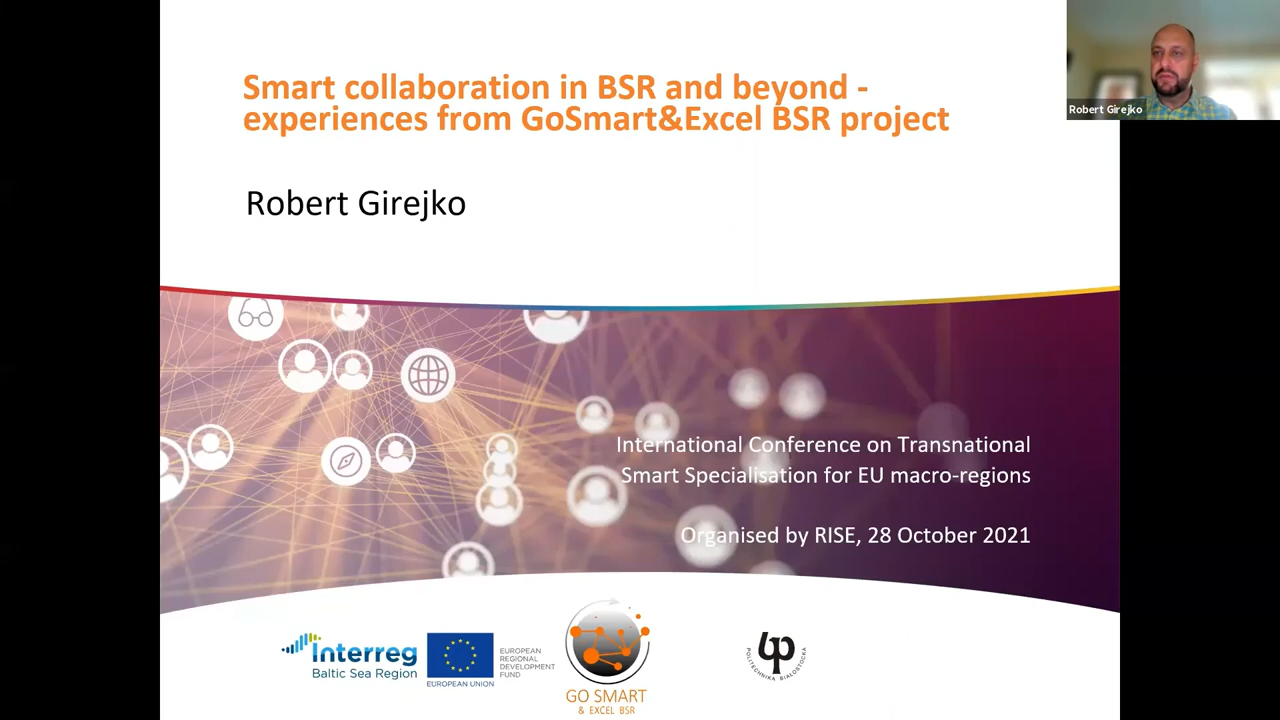 Smart collaboration in BSR and beyond -
experiences from GoSmart&Excel BSR project
Robert Girejko
Robert Girejko
International Conference on Transnational
Smart Specialisation for EU macro-regions
Organised by RISE, 28 October 2021
Interreg
Baltic Sea Region
EUROPEAN UNION
EUROPEAN
REGIONAL
DEVELOPMENT
FUND
GO SMART
& EXCEL BSR
POLITECHNIKA BIAŁOSTOCKA